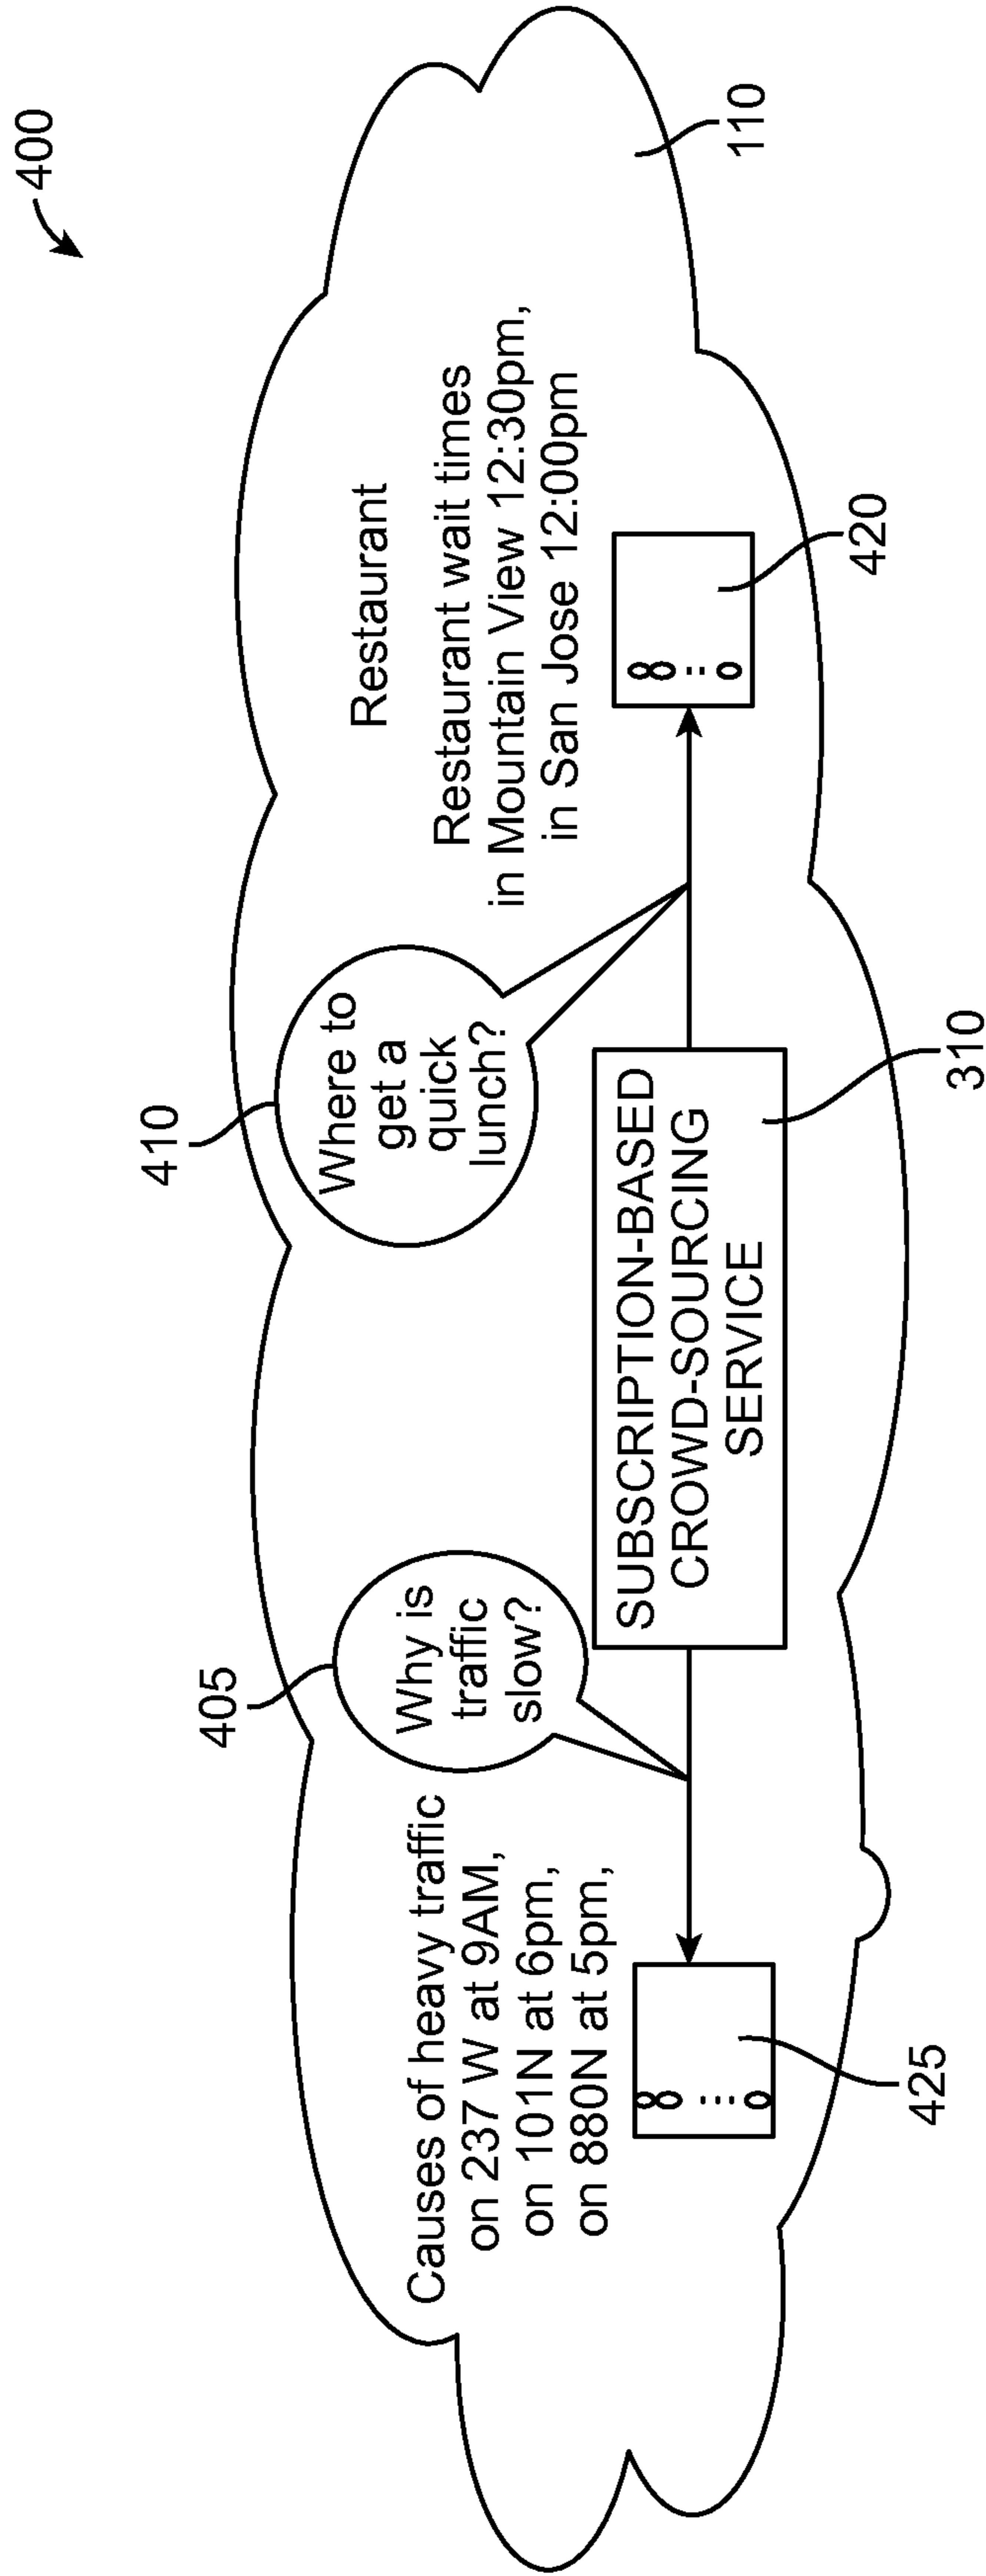 400
410
405
Where to
get a
quick
lunch?
Restaurant
Restaurant wait times
in Mountain View 12:30pm,
in San Jose 12:00pm
Why is
traffic
slow?
Causes of heavy traffic
on 237 W at 9AM,
on 101N at 6pm,
on 880N at 5pm,
SUBSCRIPTION-BASED
CROWD-SOURCING
SERVICE
110
420
310
425